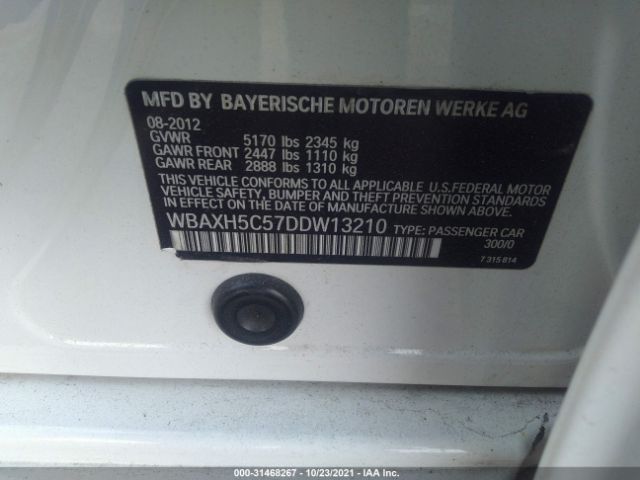 MFD BY BAYERISCHE MOTOREN WERKE AG
08-2012
GVWR 5170 lbs 2345 kg
GAWR FRONT 2447 lbs 1110 kg
GAWR REAR 2888 lbs 1310 kg
THIS VEHICLE CONFORMS TO ALL APPLICABLE U.S. FEDERAL MOTOR
VEHICLE SAFETY, BUMPER AND THEFT PREVENTION STANDARDS
IN EFFECT ON THE DATE OF MANUFACTURE SHOWN ABOVE.
WBAXH5C57DDW13210 TYPE: PASSENGER CAR
300/0
7 315 814
000-31468267 - 10/23/2021 - IAA Inc.